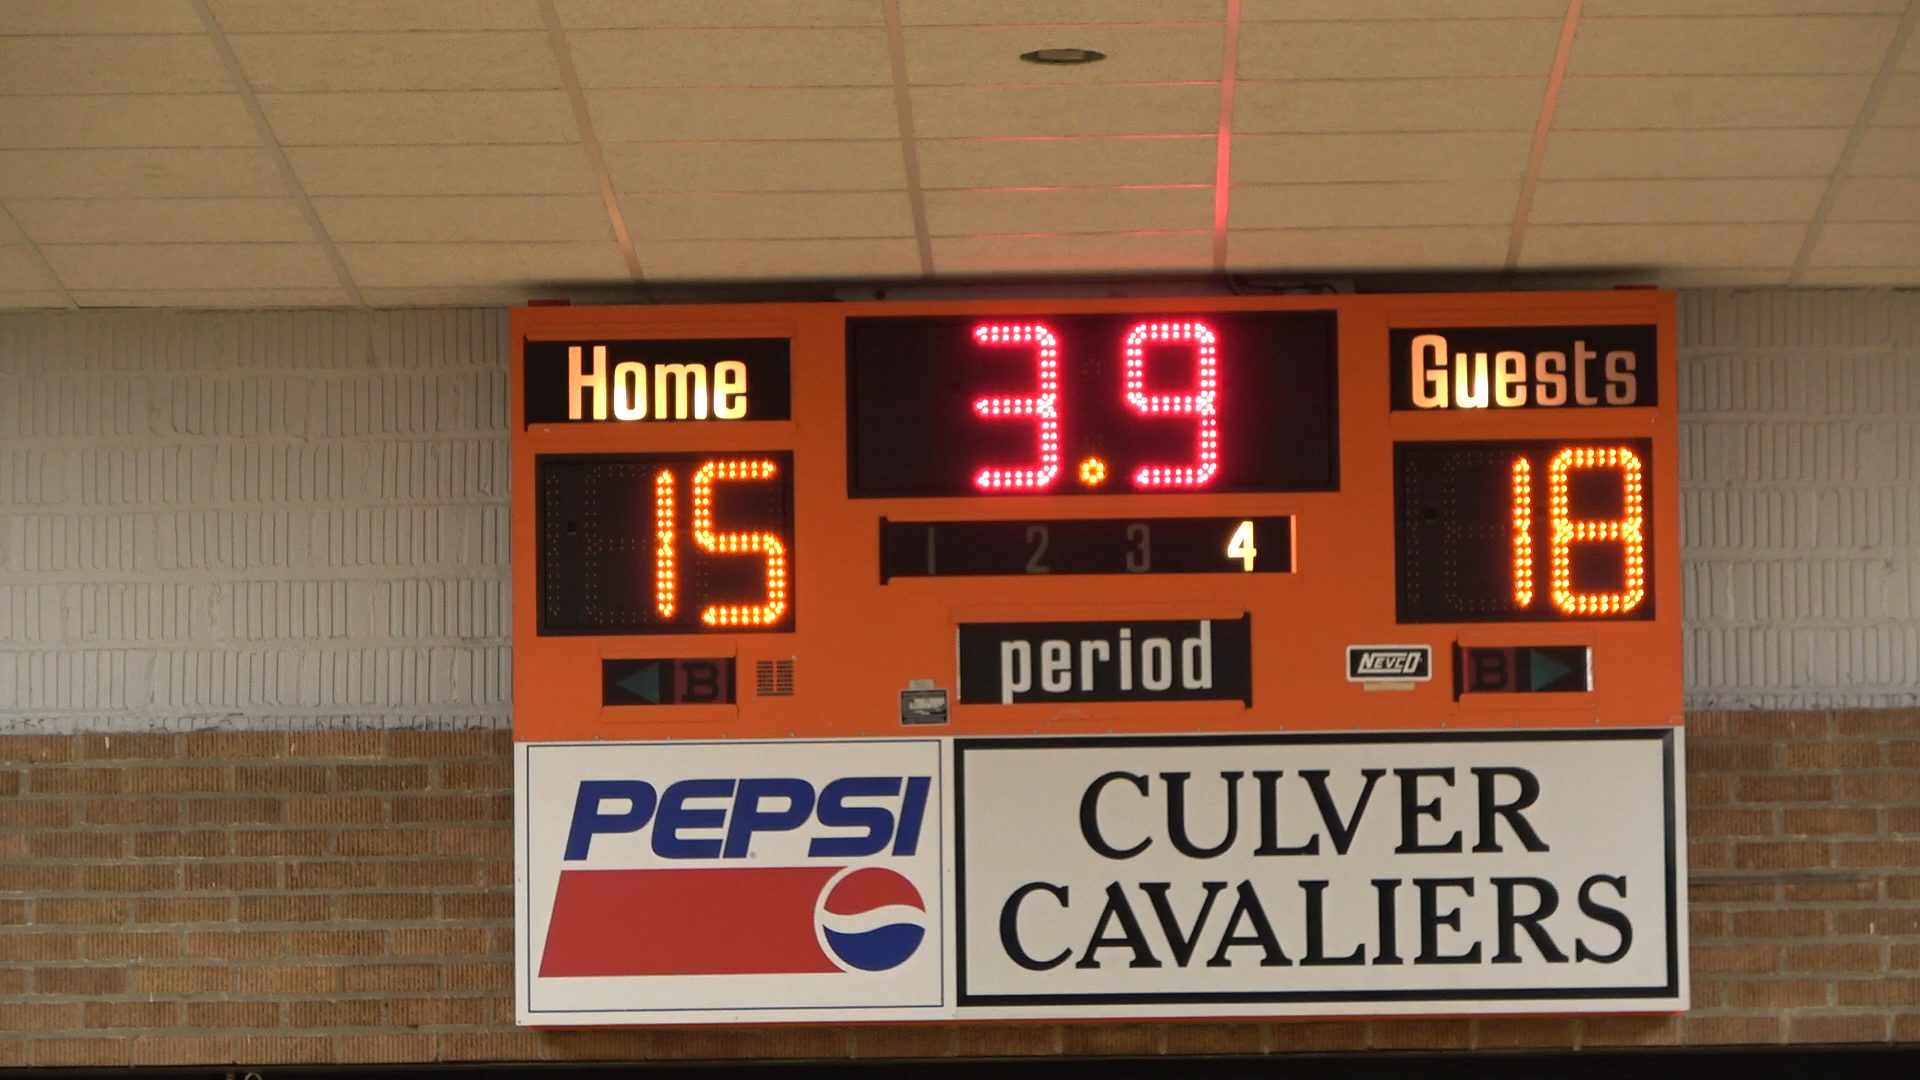 Home
3.9
Guests
15
1 2 3 4
18
period
B
NEVCO
B
PEPSI
CULVER
CAVALIERS